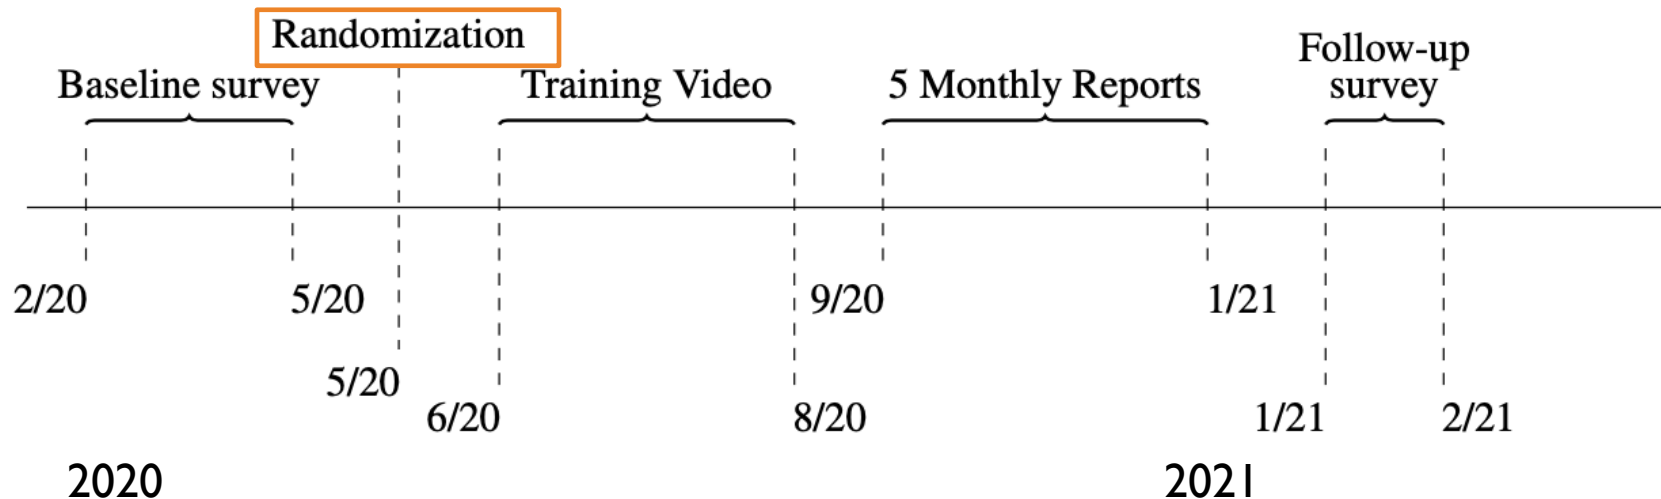 Randomization
Follow-up
Baseline survey
Training Video
5 Monthly Reports
survey
2/20
5/20
9/20
1/21
5/20
6/20
8/20
1/21
2/21
2020
2021